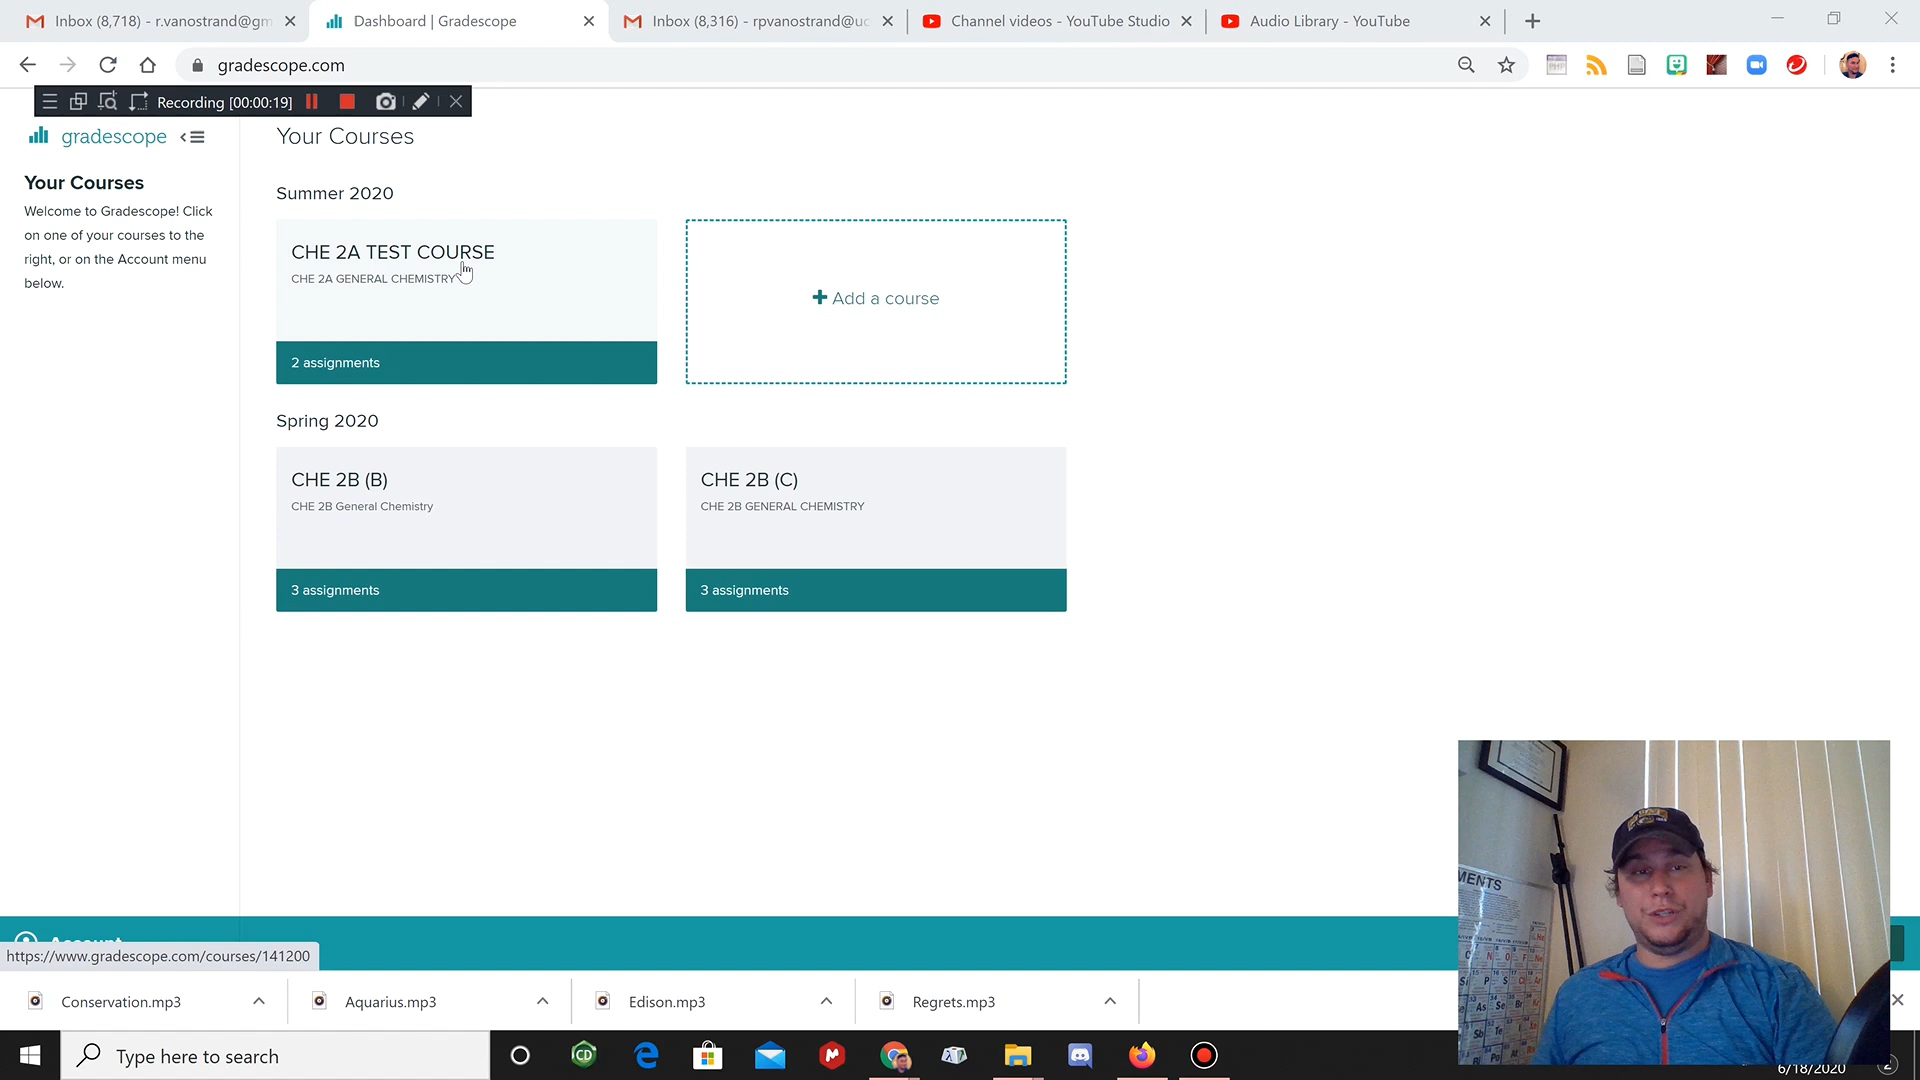 Inbox (8,718) - r.vanostrand@gm
Dashboard | Gradescope
Inbox (8,316) - rpvanostrand@uc
Channel videos - YouTube Studio
Audio Library - YouTube
gradescope.com
Recording [00:00:19]
gradescope
Your Courses
Your Courses
Welcome to Gradescope! Click
on one of your courses to the
right, or on the Account menu
below.
Summer 2020
CHE 2A TEST COURSE
CHE 2A GENERAL CHEMISTRY
2 assignments
+ Add a course
Spring 2020
CHE 2B (B)
CHE 2B General Chemistry
3 assignments
CHE 2B (C)
CHE 2B GENERAL CHEMISTRY
3 assignments
MENTS
Account
https://www.gradescope.com/courses/141200
Conservation.mp3
Aquarius.mp3
Edison.mp3
Regrets.mp3
Type here to search
6/18/2020
2